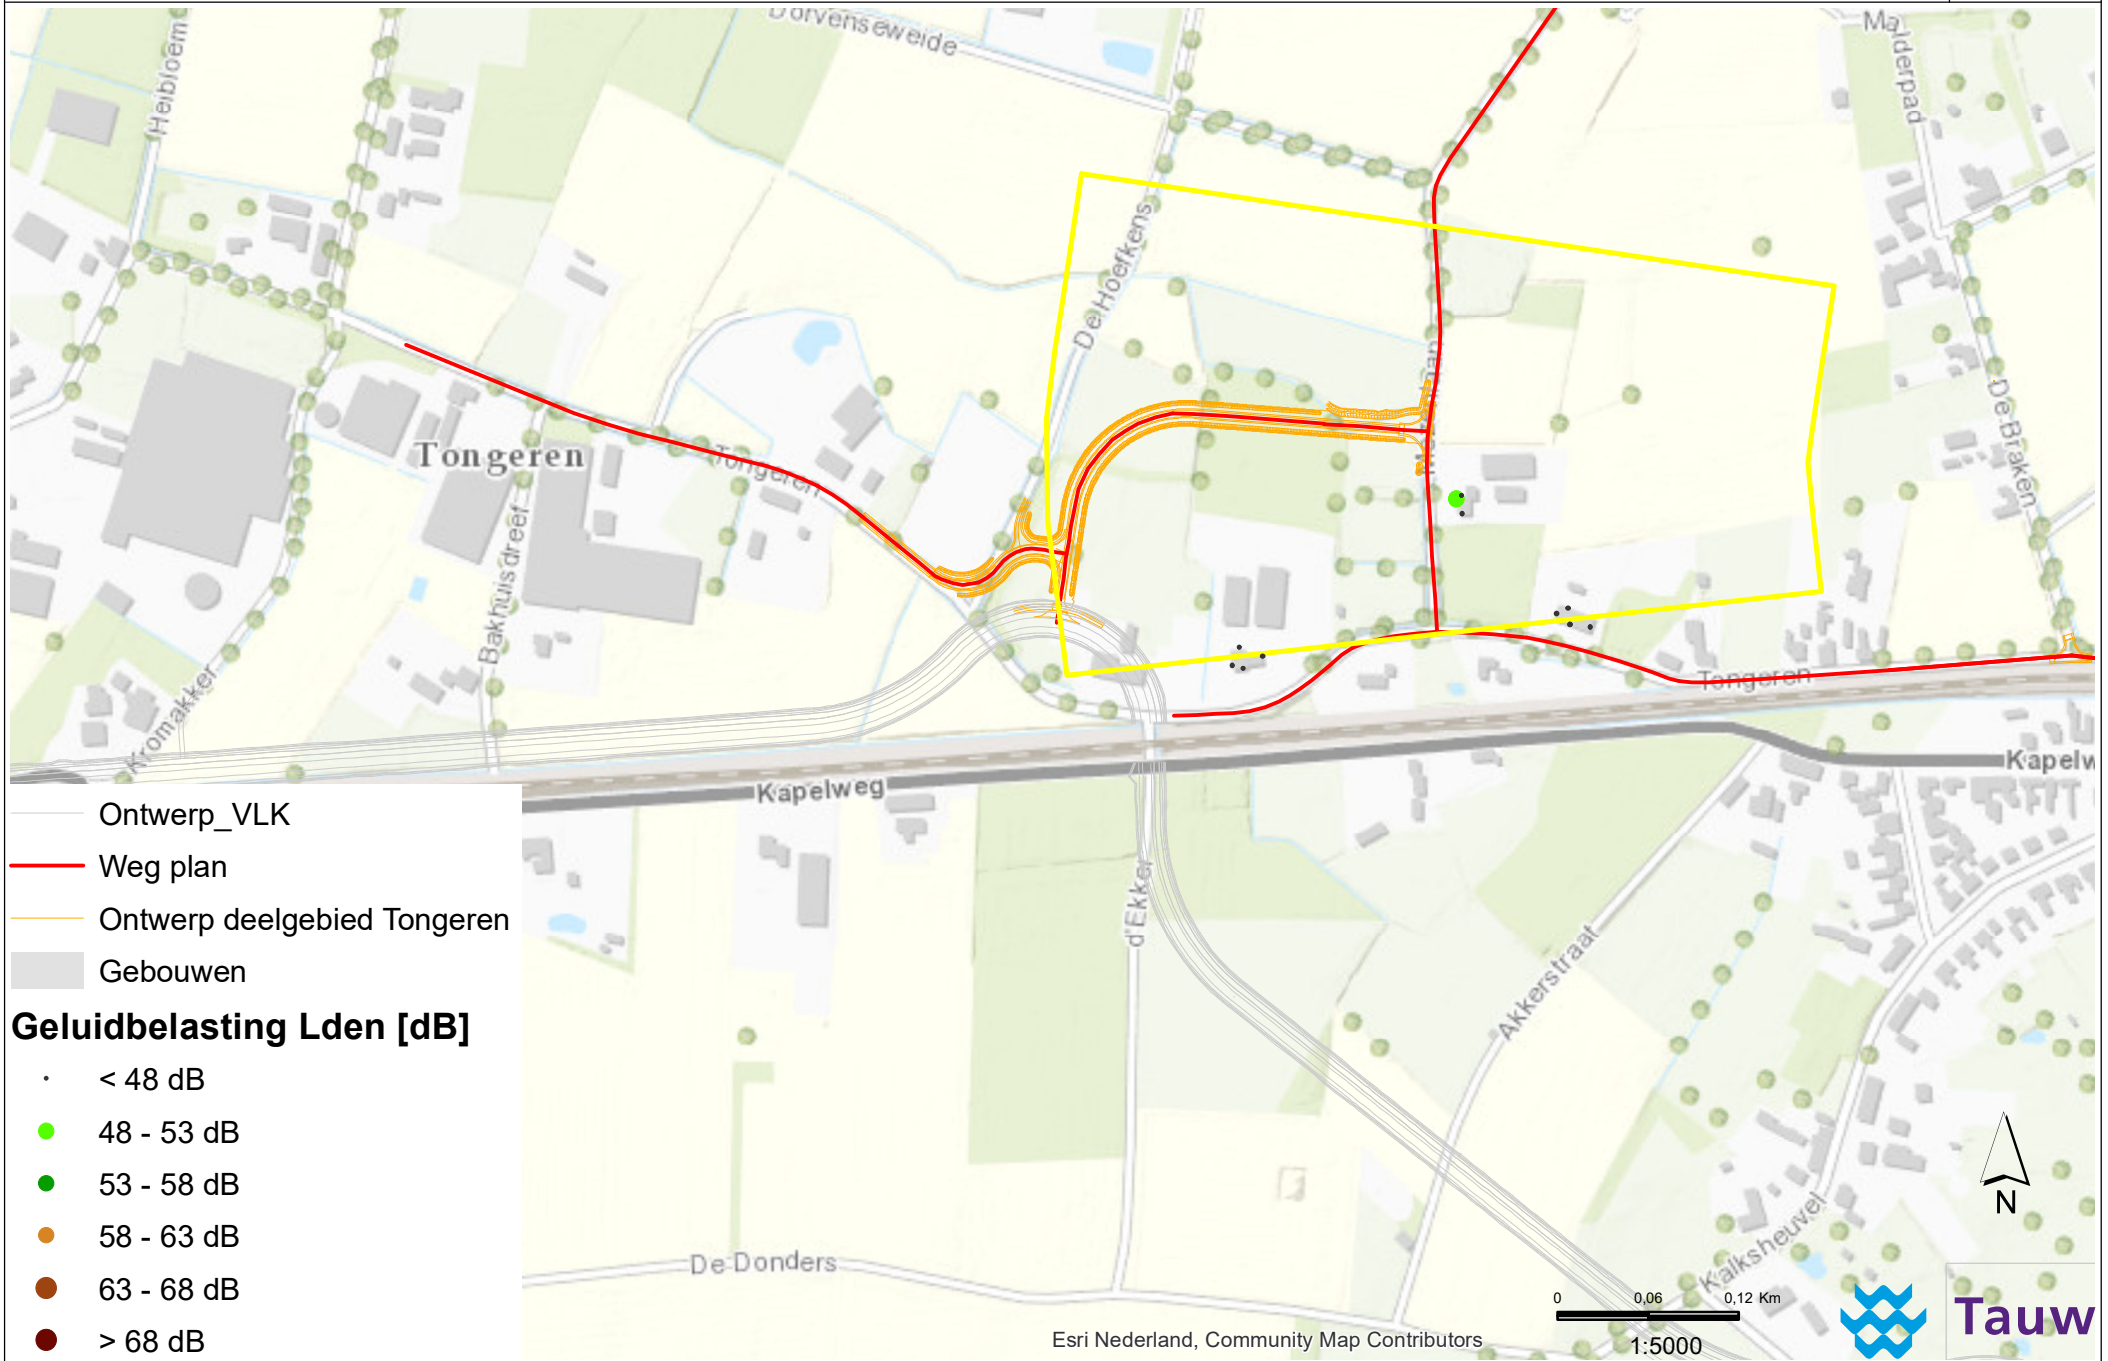 Dorvenseweide
Malderpad
Heibloem
De Hoefkens
Tongeren
Tongeren
De Braken
Bakhuisdreef
Kromakker
Tongeren
Kapelweg
Kapelw
d'Ekker
Akkerstraat
Kalksheuvel
De Donders
Ontwerp_VLK
Weg plan
Ontwerp deelgebied Tongeren
Gebouwen
Geluidbelasting Lden [dB]
< 48 dB
48 - 53 dB
53 - 58 dB
58 - 63 dB
63 - 68 dB
> 68 dB
N
0 0,06 0,12 Km
1:5000
Esri Nederland, Community Map Contributors
Tauw